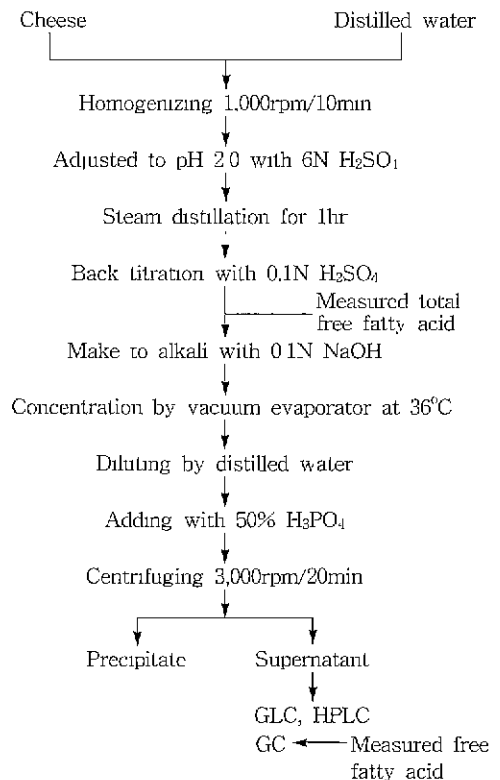 Cheese Distilled water
Homogenizing 1,000rpm/10min
Adjusted to pH 2 0 with 6N H₂SO₁
Steam distillation for 1hr
Back titration with 0.1N H₂SO₄
Measured total
free fatty acid
Make to alkali with 0 1N NaOH
Concentration by vacuum evaporator at 36°C
Diluting by distilled water
Adding with 50% H₃PO₄
Centrifuging 3,000rpm/20min
Precipitate Supernatant
GLC, HPLC
GC Measured free
fatty acid